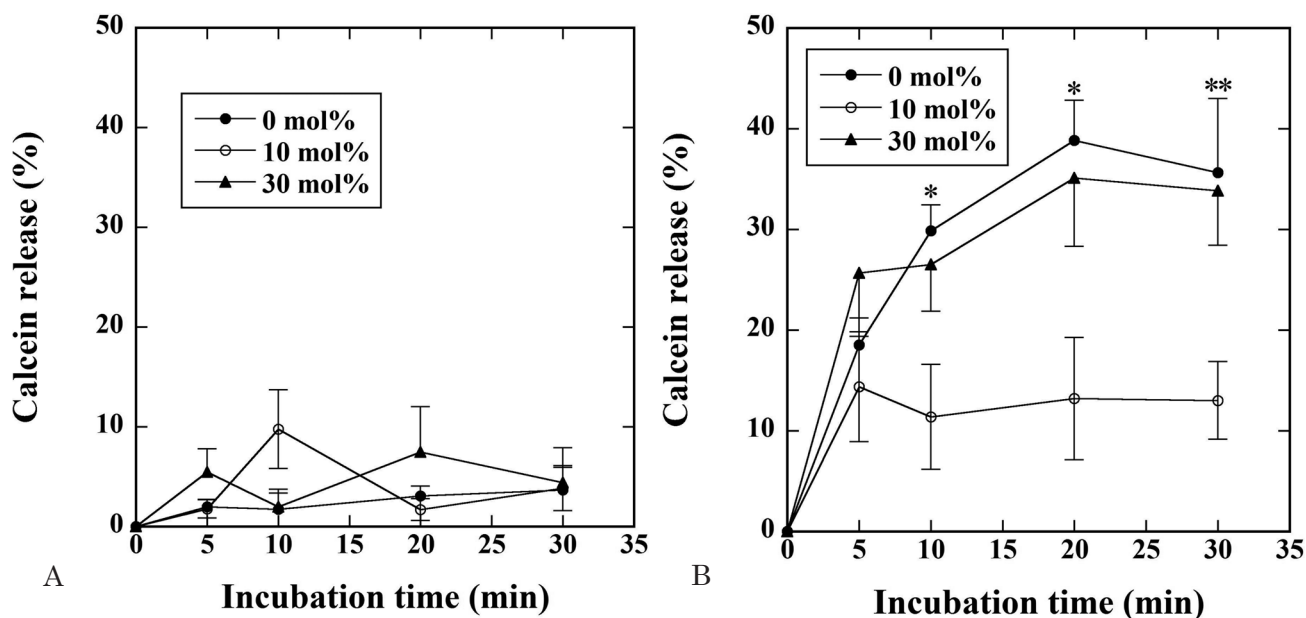 50
40
30
20
10
0
Calcein release (%)
0 mol%
10 mol%
30 mol%
0 5 10 15 20 25 30 35
Incubation time (min)
A
50
40
30
20
10
0
Calcein release (%)
0 mol%
10 mol%
30 mol%
*
*
**
0 5 10 15 20 25 30 35
Incubation time (min)
B